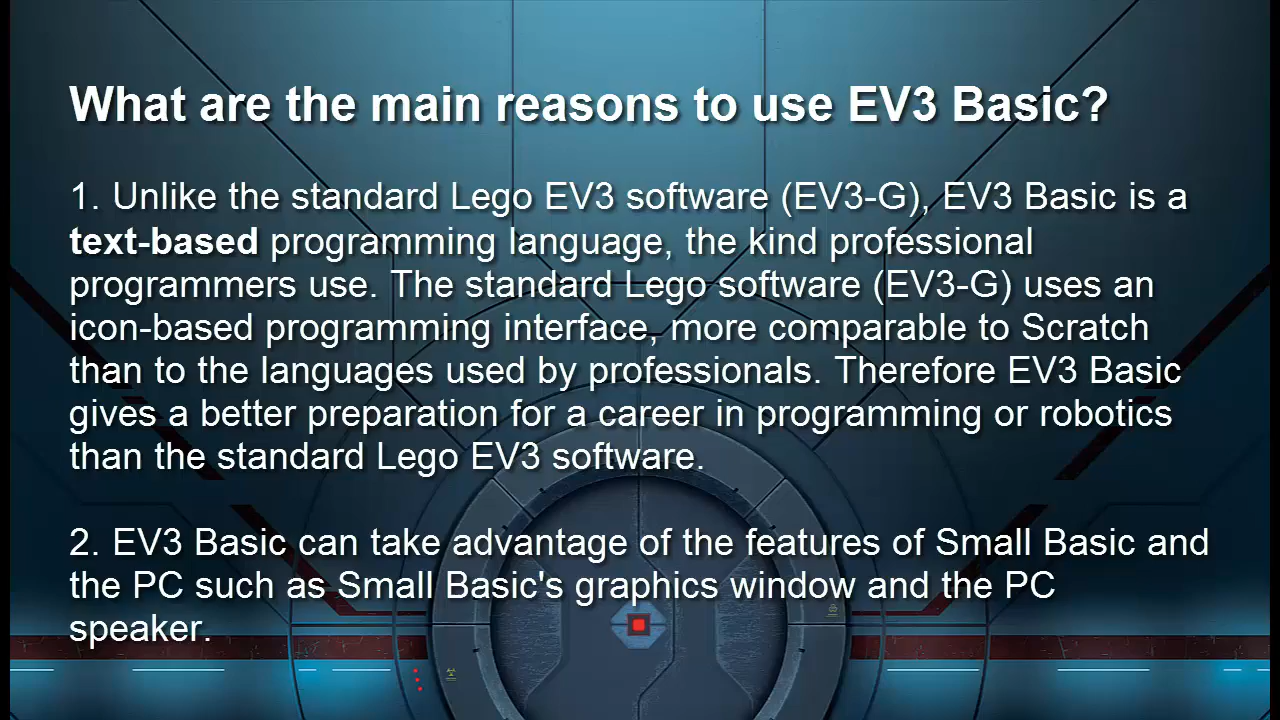 What are the main reasons to use EV3 Basic?
1. Unlike the standard Lego EV3 software (EV3-G), EV3 Basic is a
text-based programming language, the kind professional
programmers use. The standard Lego software (EV3-G) uses an
icon-based programming interface, more comparable to Scratch
than to the languages used by professionals. Therefore EV3 Basic
gives a better preparation for a career in programming or robotics
than the standard Lego EV3 software.
2. EV3 Basic can take advantage of the features of Small Basic and
the PC such as Small Basic's graphics window and the PC
speaker.